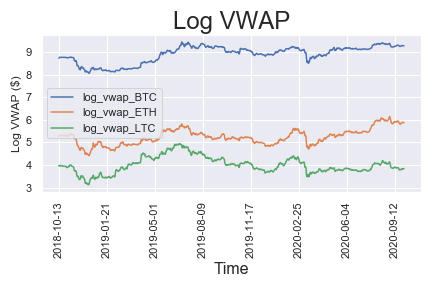 Log VWAP
Log VWAP ($)
9
8
7
6
5
4
3
log_vwap_BTC
log_vwap_ETH
log_vwap_LTC
2018-10-13
2019-01-21
2019-05-01
2019-08-09
2019-11-17
2020-02-25
2020-06-04
2020-09-12
Time